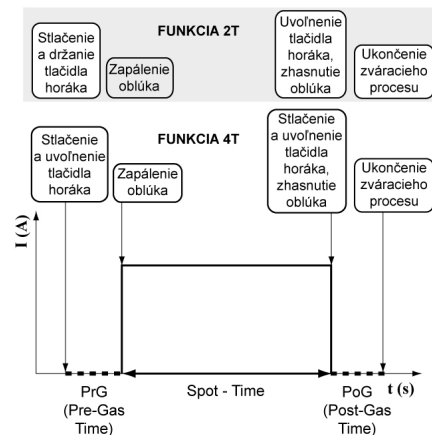 FUNKCIA 2T
Stlačenie
a držanie
tlačidla
horáka
Zapálenie
oblúka
Uvoľnenie
tlačidla
horáka,
zhasnutie
oblúka
Ukončenie
zváracieho
procesu
FUNKCIA 4T
Stlačenie
a uvoľnenie
tlačidla
horáka
Zapálenie
oblúka
Stlačenie
a uvoľnenie
tlačidla
horáka,
zhasnutie
oblúka
Ukončenie
zváracieho
procesu
I (A)
PrG
(Pre-Gas
Time)
Spot - Time
PoG
(Post-Gas
Time)
t (s)